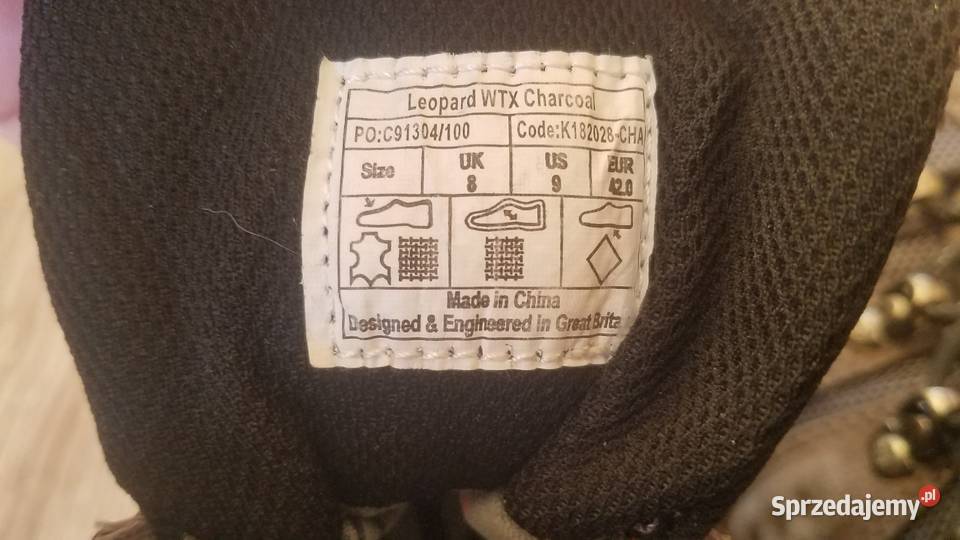 Leopard WTX Charcoal
PO:C91304/100 Code:K182028-CHA
Size UK 8 US 9 EUR 42.0
Made in China
Designed & Engineered in Great Brita
Sprzedajemy.pl